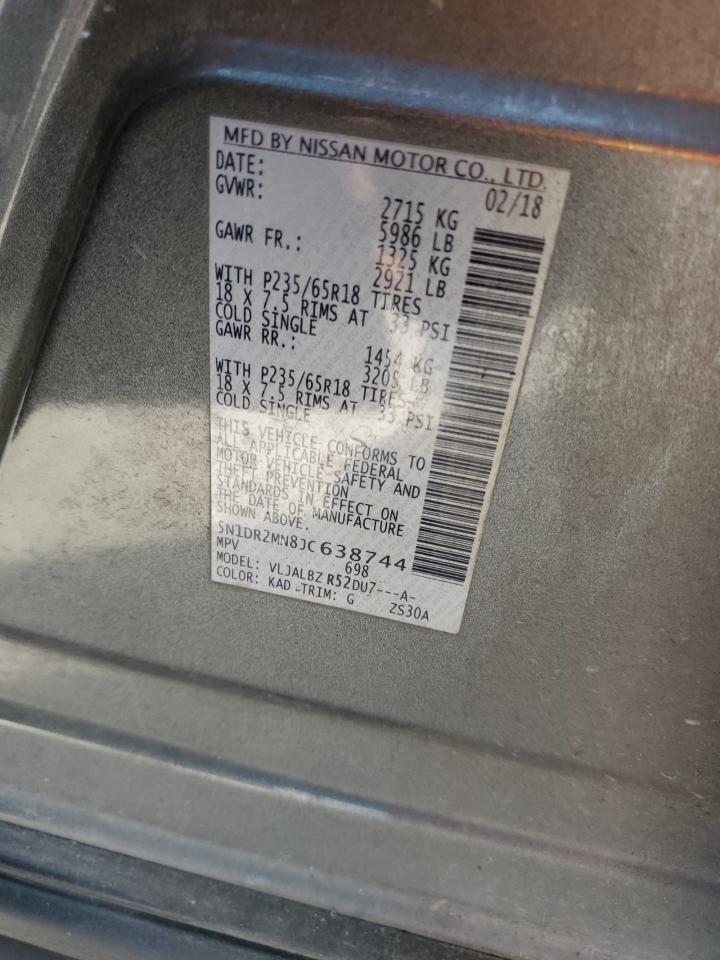 MFD BY NISSAN MOTOR CO., LTD.
DATE: 02/18
GVWR: 2715 KG
5986 LB
GAWR FR.: 1325 KG
2921 LB
WITH P235/65R18 TIRES
18 X 7.5 RIMS AT 33 PSI
COLD SINGLE
GAWR RR.: 1454 KG
3205 LB
WITH P235/65R18 TIRES
18 X 7.5 RIMS AT 33 PSI
COLD SINGLE
THIS VEHICLE CONFORMS TO
ALL APPLICABLE FEDERAL
MOTOR VEHICLE SAFETY AND
THEFT PREVENTION
STANDARDS IN EFFECT ON
THE DATE OF MANUFACTURE
SHOWN ABOVE.
5N1DR2MN8JC638744
MPV 698
MODEL: VLJALBZ R52DU7---A-
COLOR: KAD -TRIM: G ZS30A